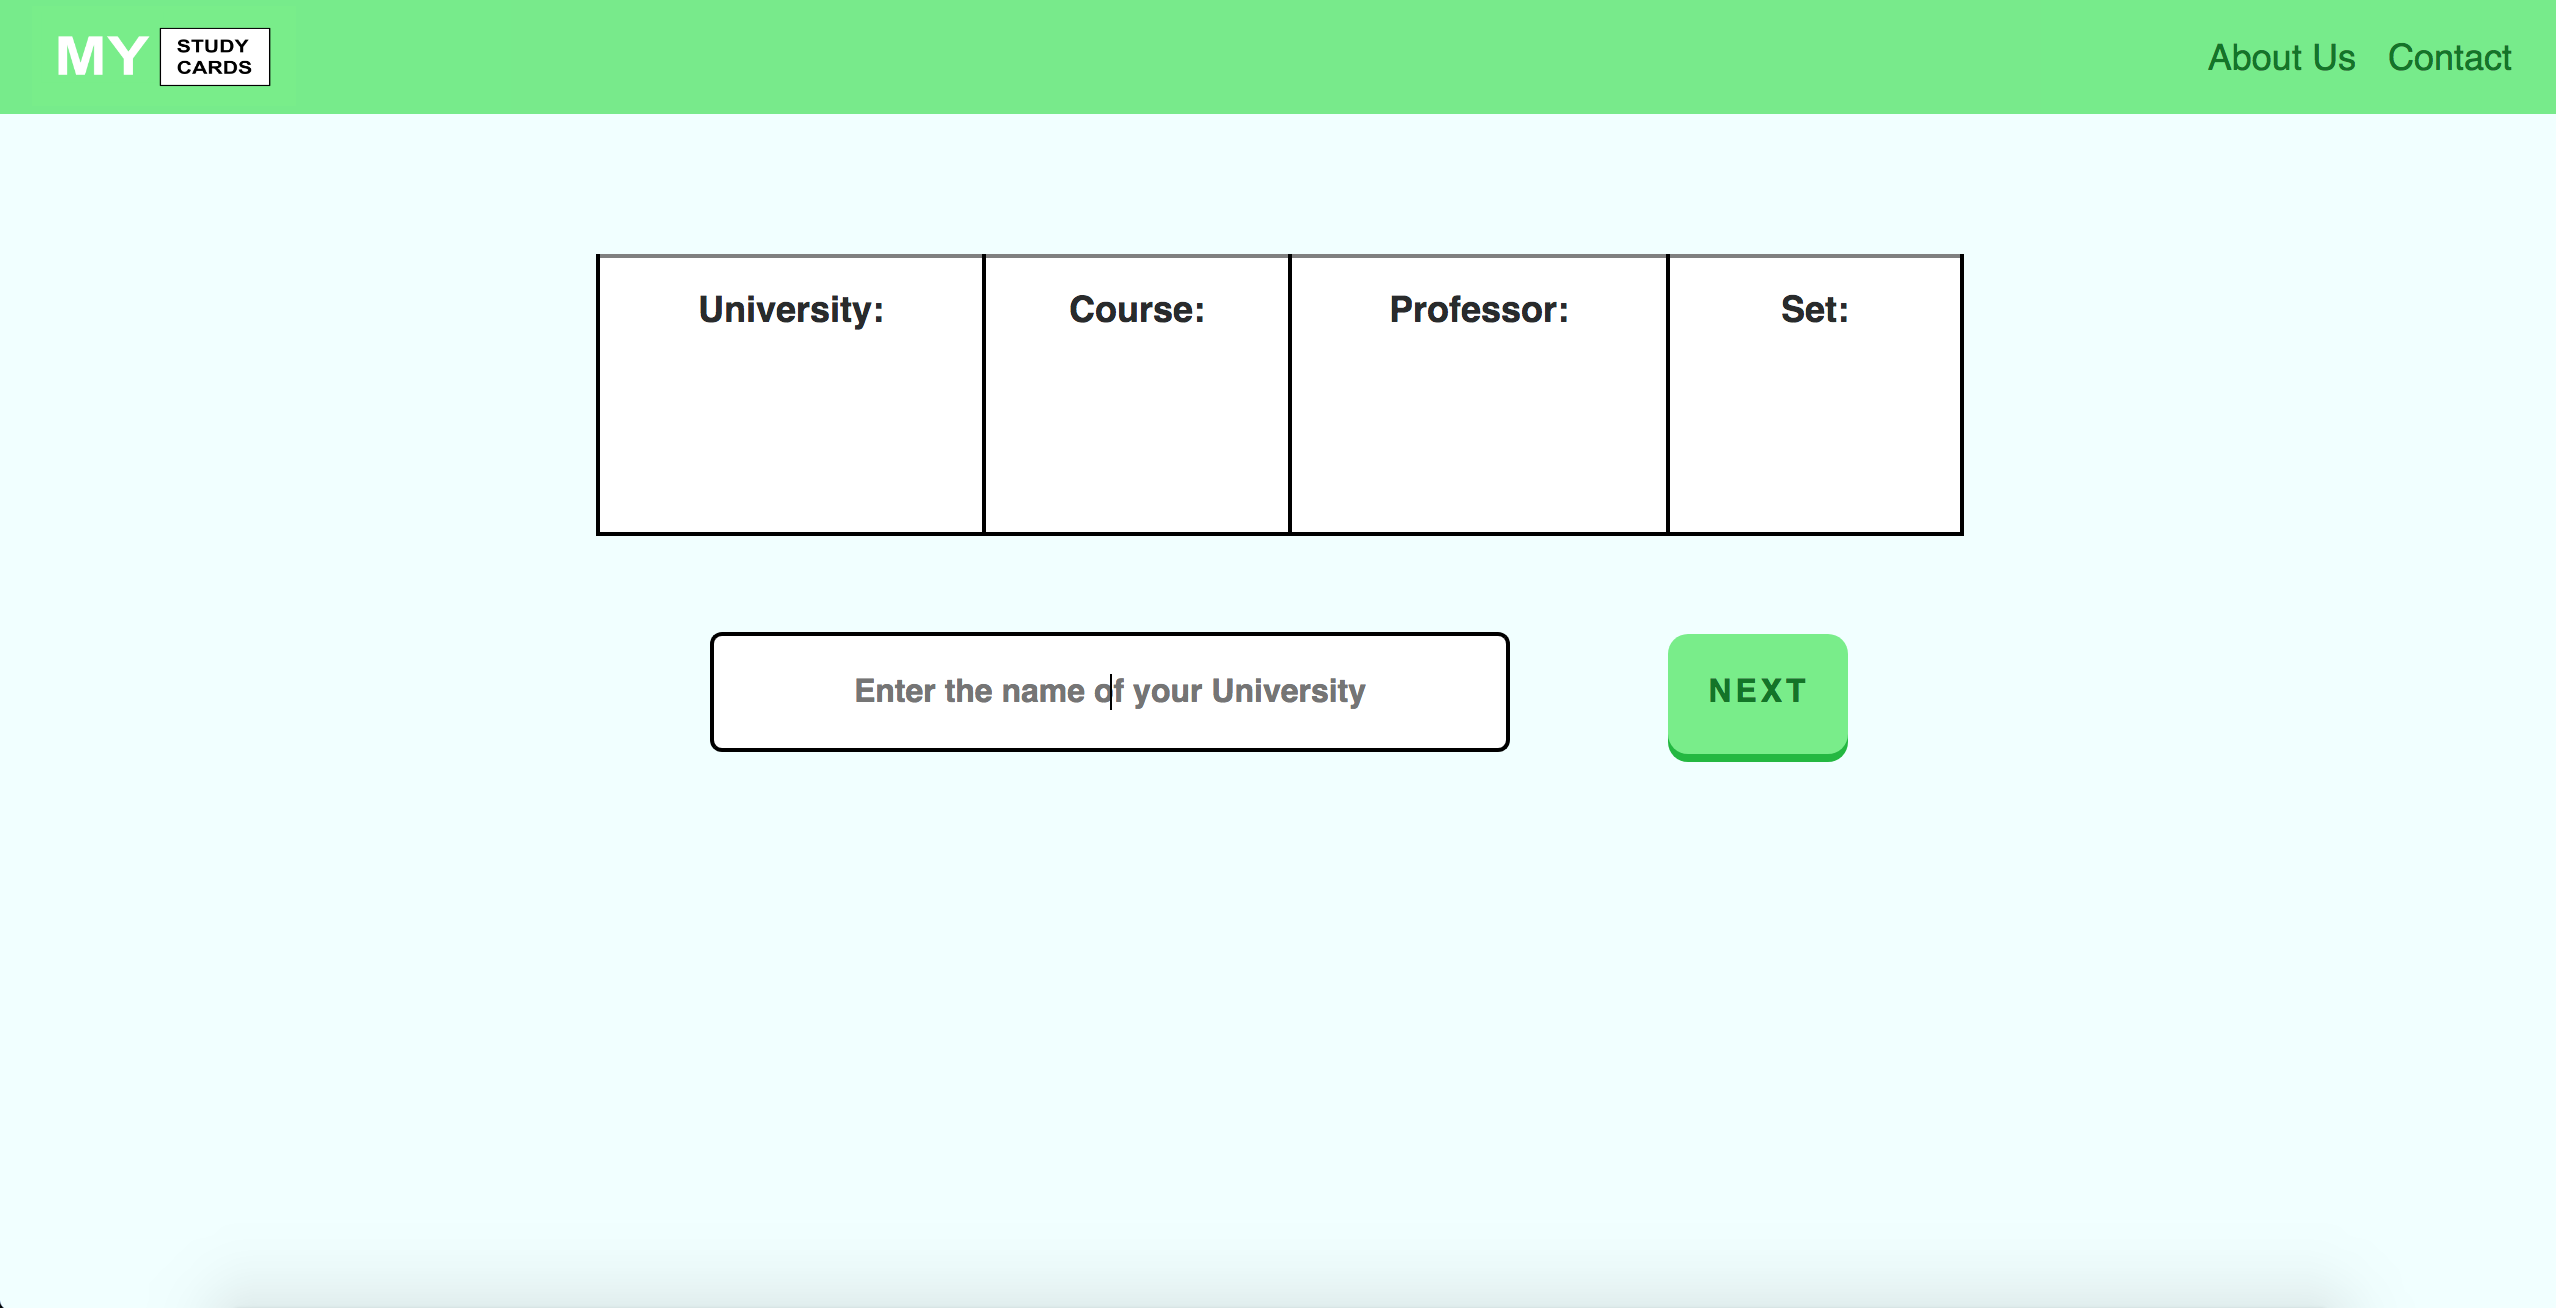 MY STUDY
CARDS
About Us Contact
University: Course: Professor: Set:
Enter the name of your University
NEXT